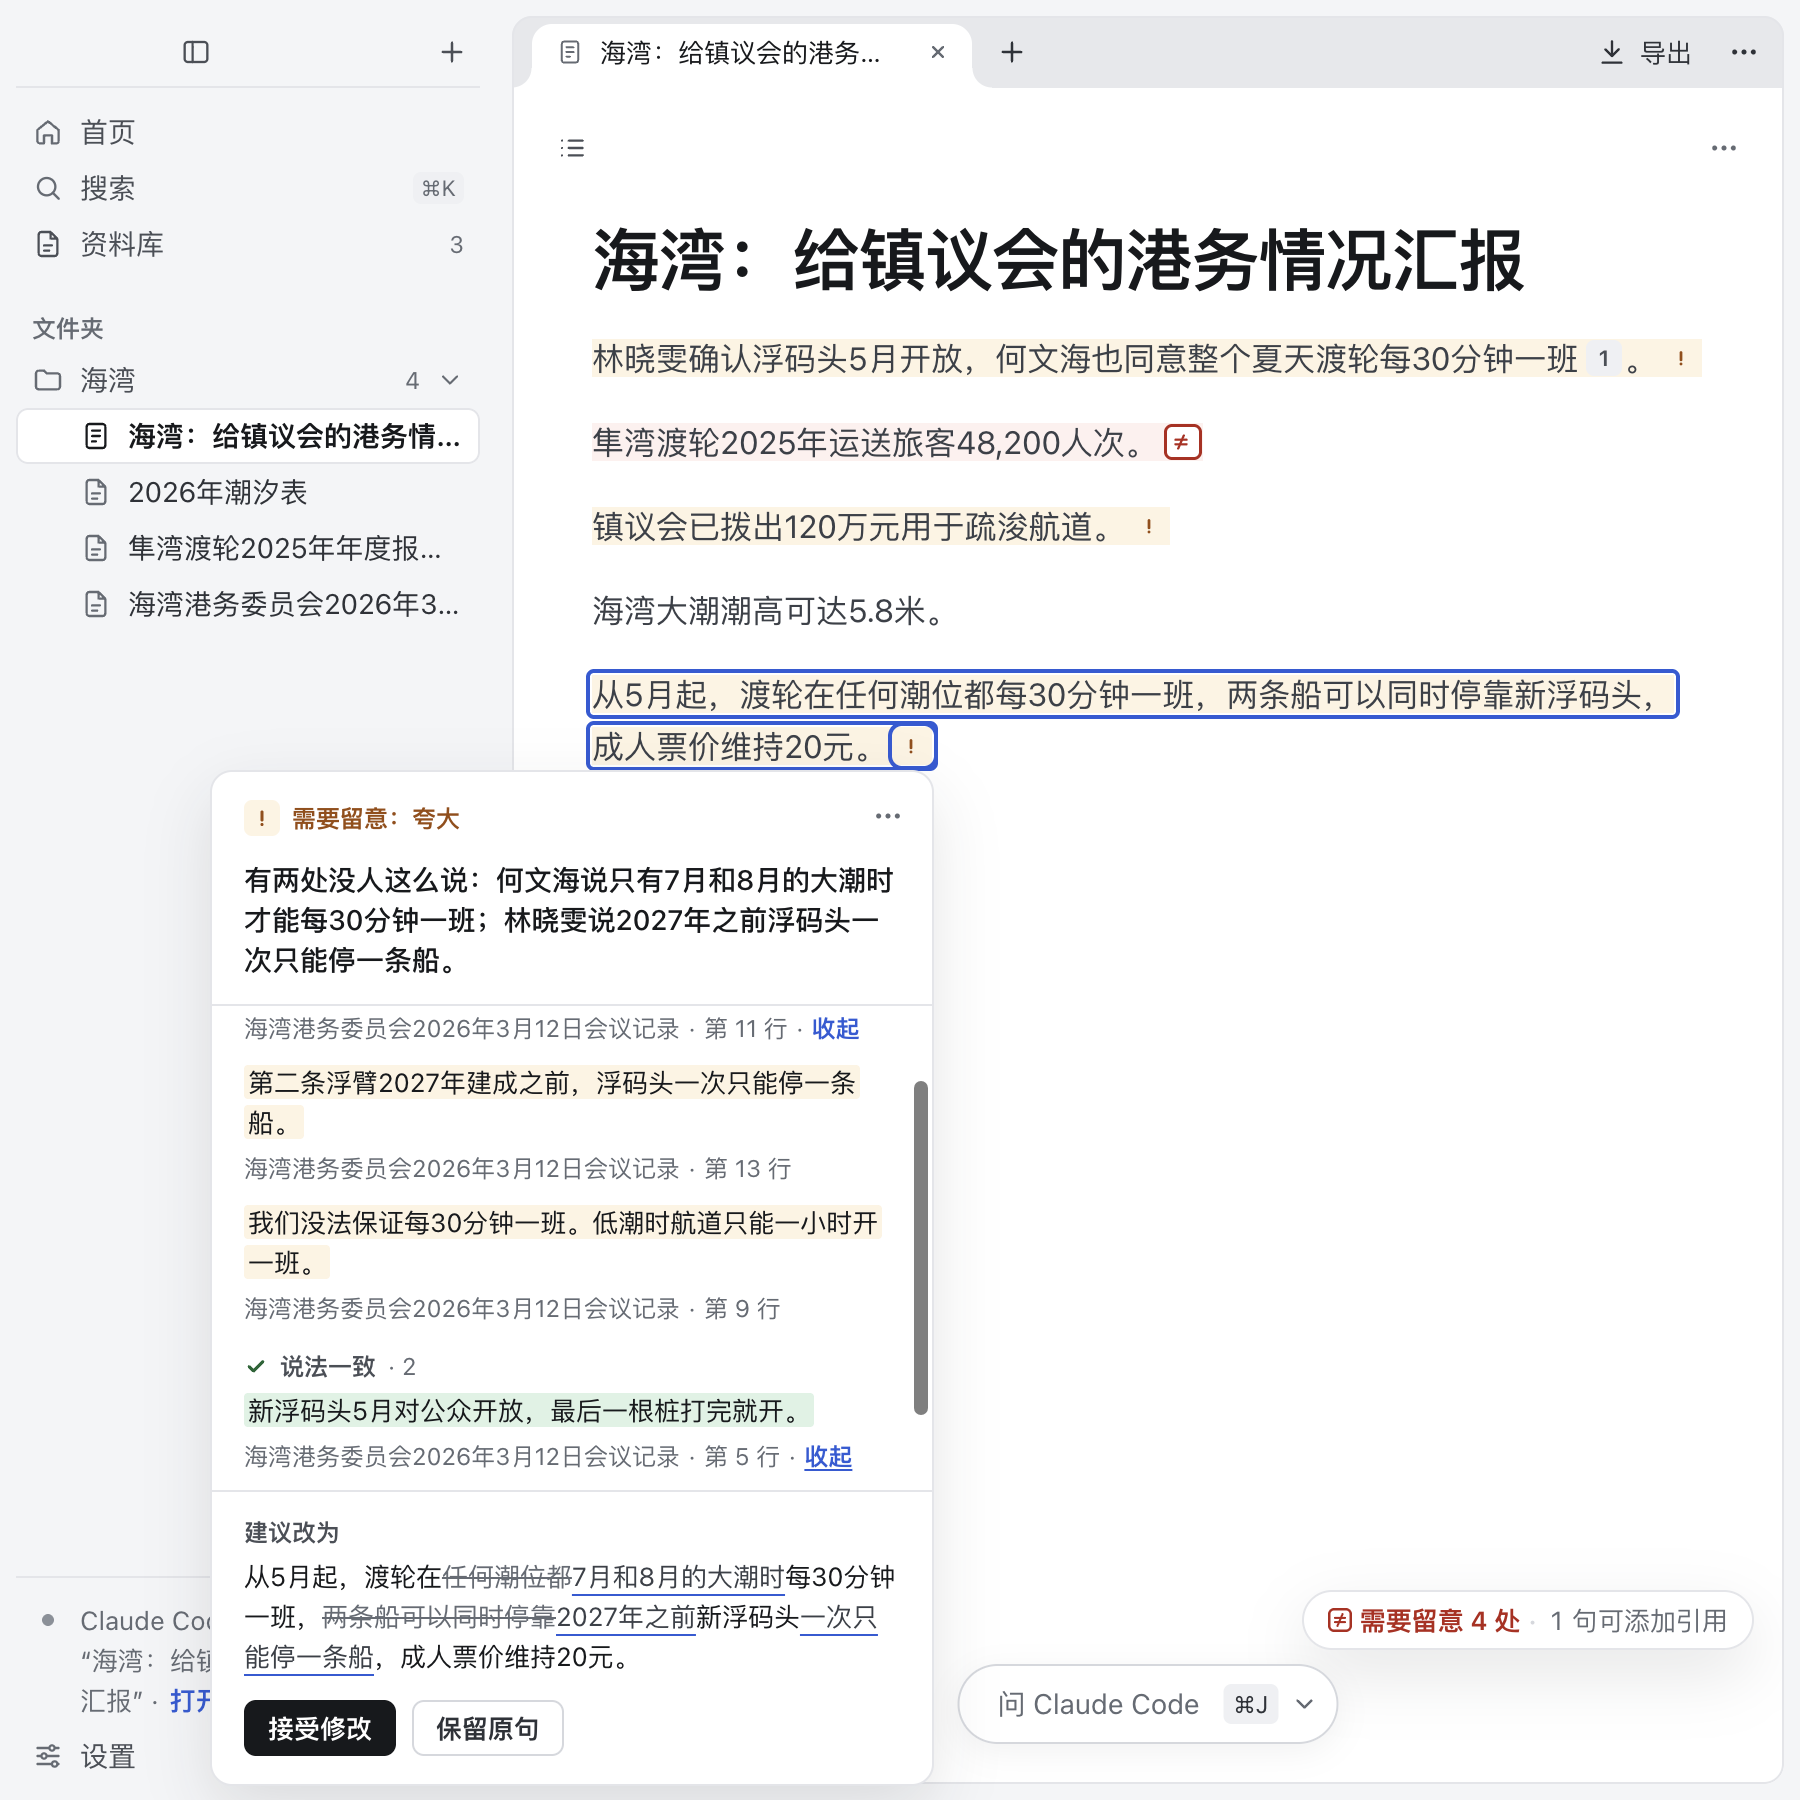 海湾：给镇议会的港务...
导出
首页
搜索 ⌘K
资料库 3
文件夹
海湾 4
海湾：给镇议会的港务情...
2026年潮汐表
隼湾渡轮2025年年度报...
海湾港务委员会2026年3...
海湾：给镇议会的港务情况汇报
林晓雯确认浮码头5月开放，何文海也同意整个夏天渡轮每30分钟一班 1 。 !
隼湾渡轮2025年运送旅客48,200人次。 ≠
镇议会已拨出120万元用于疏浚航道。 !
海湾大潮潮高可达5.8米。
从5月起，渡轮在任何潮位都每30分钟一班，两条船可以同时停靠新浮码头，
成人票价维持20元。 !
! 需要留意：夸大
有两处没人这么说：何文海说只有7月和8月的大潮时
才能每30分钟一班；林晓雯说2027年之前浮码头一
次只能停一条船。
海湾港务委员会2026年3月12日会议记录 · 第 11 行 · 收起
第二条浮臂2027年建成之前，浮码头一次只能停一条
船。
海湾港务委员会2026年3月12日会议记录 · 第 13 行
我们没法保证每30分钟一班。低潮时航道只能一小时开
一班。
海湾港务委员会2026年3月12日会议记录 · 第 9 行
说法一致 · 2
新浮码头5月对公众开放，最后一根桩打完就开。
海湾港务委员会2026年3月12日会议记录 · 第 5 行 · 收起
建议改为
从5月起，渡轮在任何潮位都7月和8月的大潮时每30分钟
一班，两条船可以同时停靠2027年之前新浮码头一次只
能停一条船，成人票价维持20元。
接受修改 保留原句
Claude Co
“海湾：给镇
汇报” · 打开
设置
≠ 需要留意 4 处 · 1 句可添加引用
问 Claude Code ⌘J